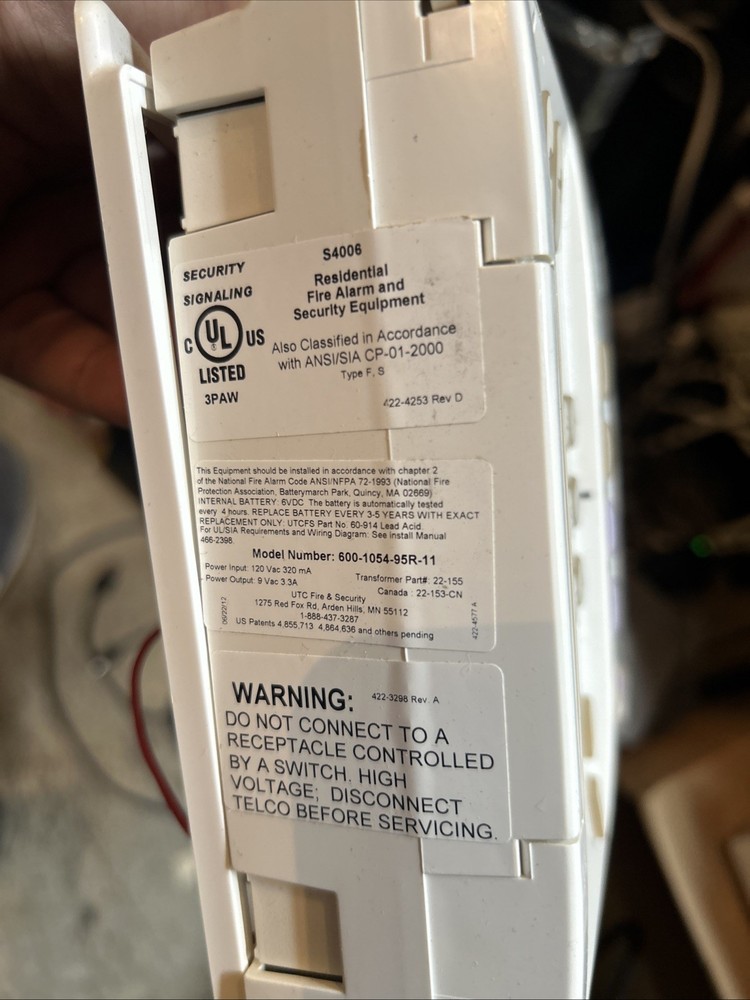 SECURITY
SIGNALING
C UL US
®
LISTED
3PAW
S4006
Residential
Fire Alarm and
Security Equipment
Also Classified in Accordance
with ANSI/SIA CP-01-2000
Type F, S
422-4253 Rev D
This Equipment should be installed in accordance with chapter 2
of the National Fire Alarm Code ANSI/NFPA 72-1993 (National Fire
Protection Association, Batterymarch Park, Quincy, MA 02669)
INTERNAL BATTERY: 6VDC The battery is automatically tested
every 4 hours. REPLACE BATTERY EVERY 3-5 YEARS WITH EXACT
REPLACEMENT ONLY: UTCFS Part No. 60-914 Lead Acid.
For UL/SIA Requirements and Wiring Diagram: See install Manual
466-2398.
Model Number: 600-1054-95R-11
Power Input: 120 Vac 320 mA
Transformer Part#: 22-155
Power Output: 9 Vac 3.3A
Canada : 22-153-CN
UTC Fire & Security
1275 Red Fox Rd, Arden Hills, MN 55112
1-888-437-3287
US Patents 4,855,713 4,864,636 and others pending
06/22/12
422-4577 A
WARNING:
422-3298 Rev. A
DO NOT CONNECT TO A
RECEPTACLE CONTROLLED
BY A SWITCH. HIGH
VOLTAGE; DISCONNECT
TELCO BEFORE SERVICING.